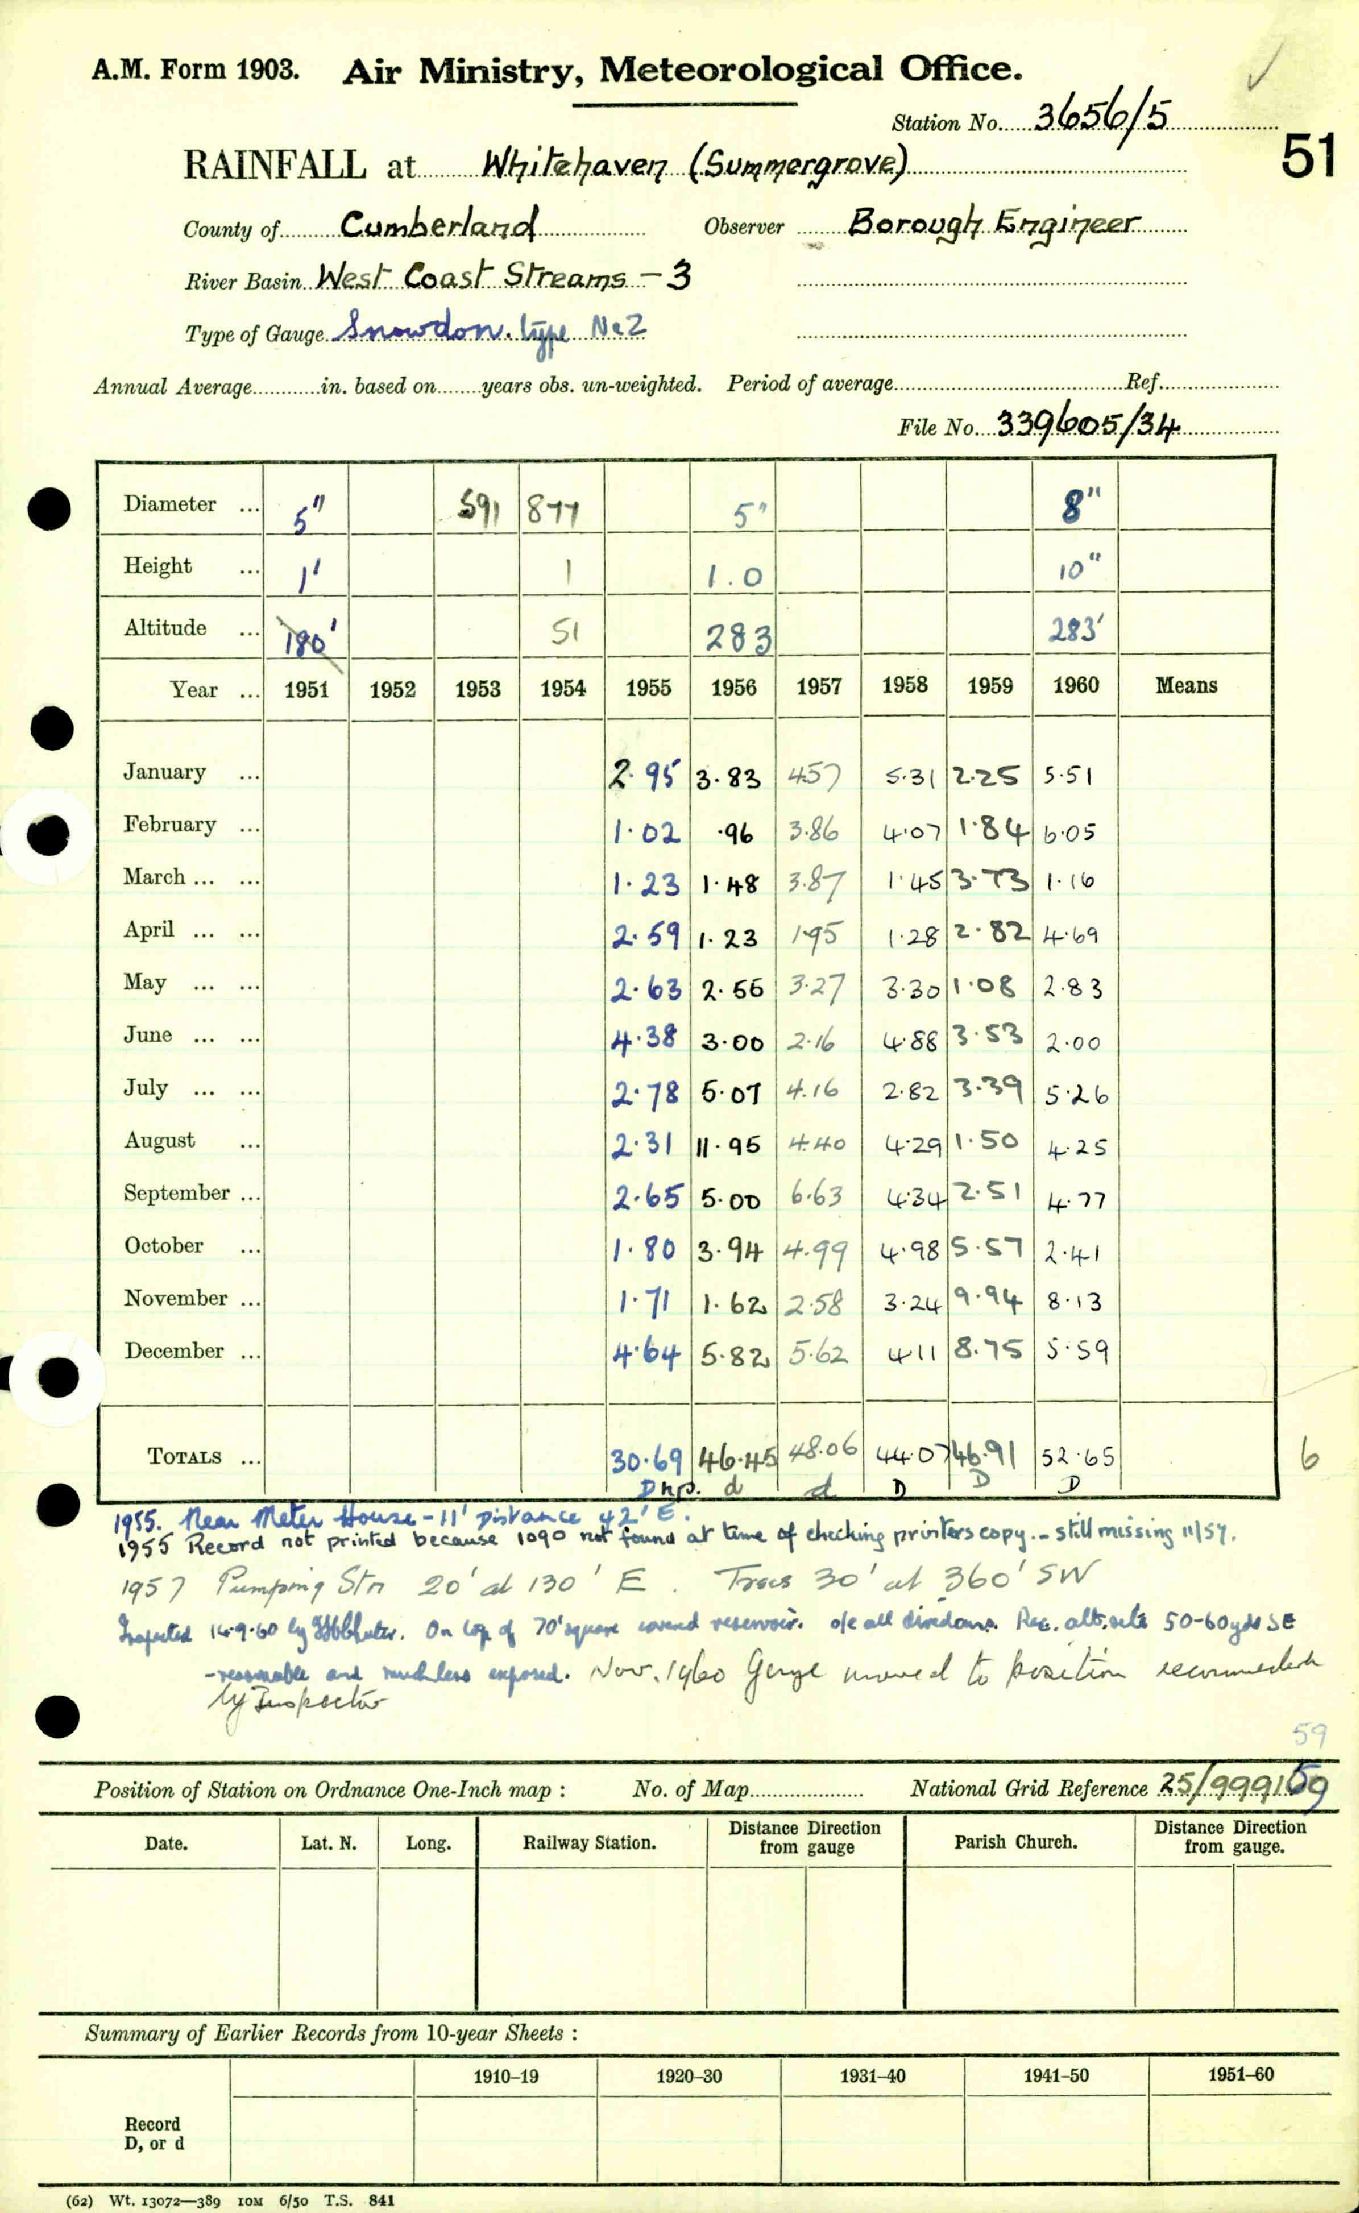 A.M. Form 1903. Air Ministry, Meteorological Office.
Station No. 3656/5
51
RAINFALL at Whitehaven (Summergrove)
County of Cumberland Observer Borough Engineer
River Basin West Coast Streams - 3
Type of Gauge Snowdon type No 2
Annual Average in. based on years obs. un-weighted. Period of average Ref.
File No. 339605/34
Diameter ... 5" 591 877 5" 8"
Height ... 1' 1 1.0 10"
Altitude ... 180' 51 283 283'
Year ... 1951 1952 1953 1954 1955 1956 1957 1958 1959 1960 Means
January ... 2.95 3.83 4.57 5.31 2.25 5.51
February ... 1.02 .96 3.86 4.07 1.84 6.05
March ... ... 1.23 1.48 3.87 1.45 3.73 1.16
April ... ... 2.59 1.23 1.95 1.28 2.82 4.69
May ... ... 2.63 2.55 3.27 3.30 1.08 2.83
June ... ... 4.38 3.00 2.16 4.88 3.53 2.00
July ... ... 2.78 5.07 4.16 2.82 3.39 5.26
August ... 2.31 11.95 4.40 4.29 1.50 4.25
September ... 2.65 5.00 6.63 4.34 2.51 4.77
October ... 1.80 3.94 4.99 4.98 5.57 2.41
November ... 1.71 1.62 2.58 3.24 9.94 8.13
December ... 4.64 5.82 5.62 4.11 8.75 5.59
TOTALS ... 30.69 46.45 48.06 44.07 46.91 52.65
6
Dnp. d d D D D
1955. Near Meter House - 11' Distance 42' E.
1955 Record not printed because 1090 not found at time of checking printers copy. - still missing 11/57.
1957 Pumping Stn 20' at 130' E. Trees 30' at 360' SW
Inspected 14.9.60 by On top of 70' square covered reservoir. o/e all directions. Rec. alt. site 50-60yds SE
- reasonable and much less exposed. Nov. 1960 Gauge moved to position recommended
by Inspector
59
Position of Station on Ordnance One-Inch map : No. of Map National Grid Reference 25/999159
Date. Lat. N. Long. Railway Station. Distance from Direction gauge Parish Church. Distance from Direction gauge.
Summary of Earlier Records from 10-year Sheets :
1910-19 1920-30 1931-40 1941-50 1951-60
Record
D, or d
(62) Wt. 13072—389 IOM 6/50 T.S. 841